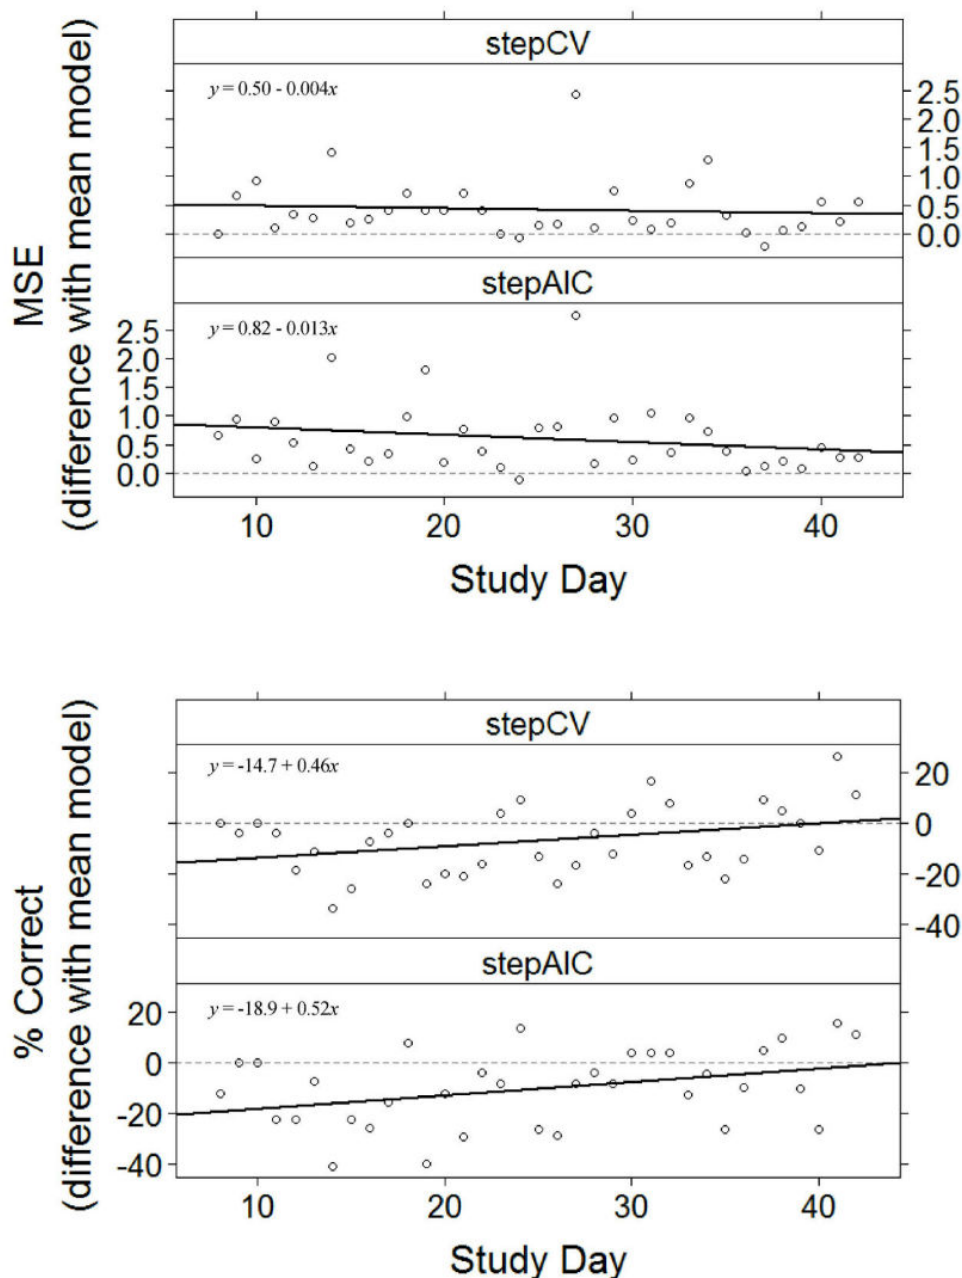 stepCV
y = 0.50 - 0.004x
2.5
2.0
1.5
1.0
0.5
0.0
MSE
(difference with mean model)
stepAIC
y = 0.82 - 0.013x
2.5
2.0
1.5
1.0
0.5
0.0
10 20 30 40
Study Day
stepCV
y = -14.7 + 0.46x
20
0
-20
-40
% Correct
(difference with mean model)
stepAIC
y = -18.9 + 0.52x
20
0
-20
-40
10 20 30 40
Study Day